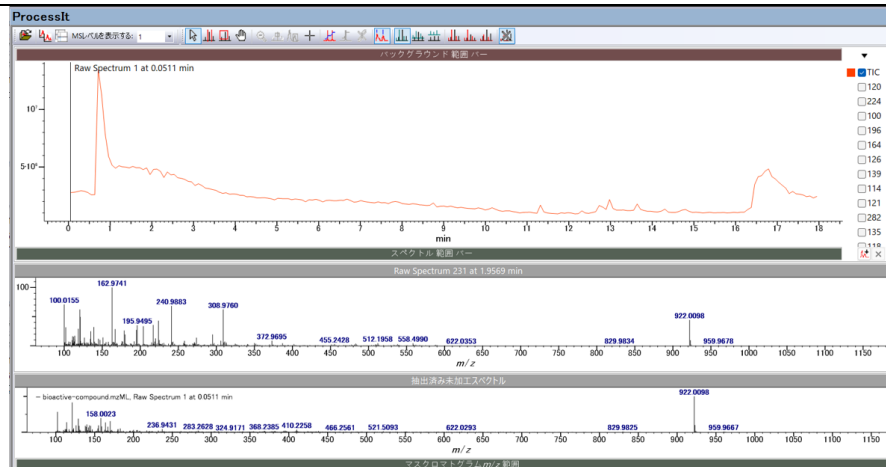 ProcessIt
MSレベルを表示する: 1
バックグラウンド 範囲 バー
Raw Spectrum 1 at 0.0511 min
10⁷
5·10⁶
0 1 2 3 4 5 6 7 8 9 10 11 12 13 14 15 16 17 18
min
TIC
120
224
100
196
164
126
139
114
121
282
135
118
スペクトル 範囲 バー
Raw Spectrum 231 at 1.9569 min
100
162.9741
100.0155
240.9883
308.9760
195.9495
372.9695
455.2428
512.1958
558.4990
622.0353
829.9834
922.0098
959.9678
100 150 200 250 300 350 400 450 500 550 600 650 700 750 800 850 900 950 1000 1050 1100 1150
m/z
抽出済み未加工スペクトル
922.0098
– bioactive-compound.mzML, Raw Spectrum 1 at 0.0511 min
158.0023
236.9431
283.2628
324.9171
368.2385
410.2258
466.2561
521.5093
622.0293
829.9825
959.9667
100 150 200 250 300 350 400 450 500 550 600 650 700 750 800 850 900 950 1000 1050 1100 1150
m/z
マスクロマトグラム m/z 範囲